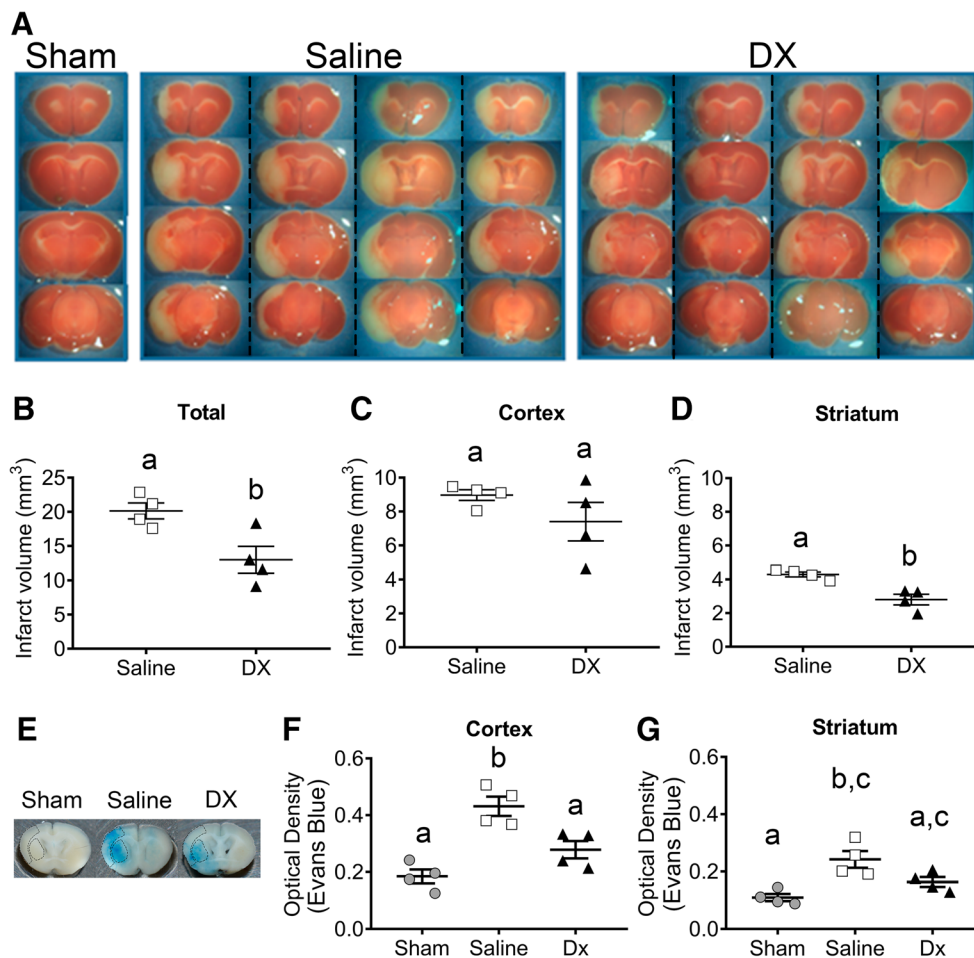 A
Sham Saline DX
B Total
a
b
Infarct volume (mm³)
25
20
15
10
5
0
Saline DX
C Cortex
a a
Infarct volume (mm³)
10
8
6
4
2
0
Saline DX
D Striatum
a
b
Infarct volume (mm³)
10
8
6
4
2
0
Saline DX
E
Sham Saline DX
F Cortex
a
b
a
Optical Density
(Evans Blue)
0.6
0.4
0.2
0.0
Sham Saline Dx
G Striatum
a
b,c
a,c
Optical Density
(Evans Blue)
0.6
0.4
0.2
0.0
Sham Saline Dx